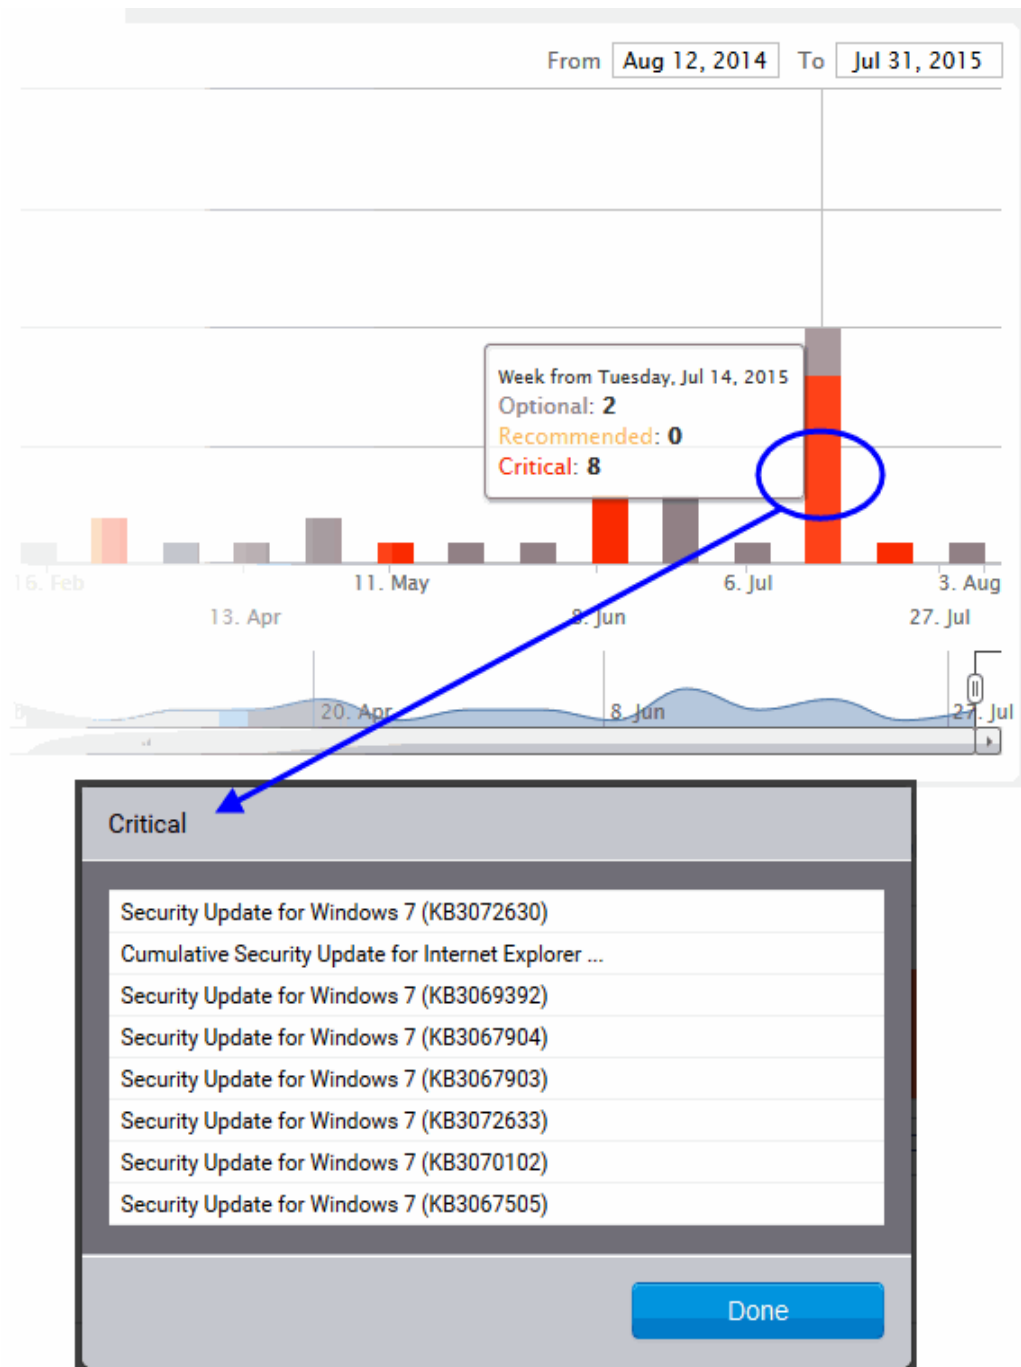 From Aug 12, 2014 To Jul 31, 2015
Week from Tuesday, Jul 14, 2015
Optional: 2
Recommended: 0
Critical: 8
16. Feb 11. May 6. Jul 3. Aug
13. Apr 8. Jun 27. Jul
20. Apr 8. Jun 27. Jul
Critical
Security Update for Windows 7 (KB3072630)
Cumulative Security Update for Internet Explorer ...
Security Update for Windows 7 (KB3069392)
Security Update for Windows 7 (KB3067904)
Security Update for Windows 7 (KB3067903)
Security Update for Windows 7 (KB3072633)
Security Update for Windows 7 (KB3070102)
Security Update for Windows 7 (KB3067505)
Done